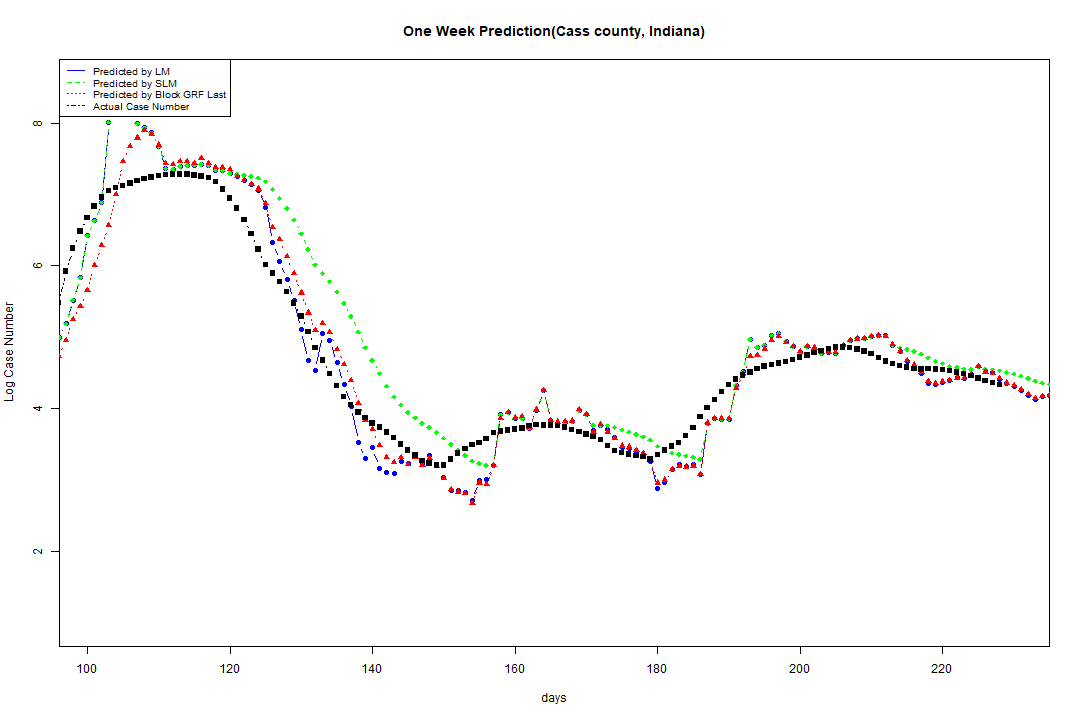 One Week Prediction(Cass county, Indiana)
Predicted by LM
Predicted by SLM
Predicted by Block GRF Last
Actual Case Number
8
6
4
2
Log Case Number
100 120 140 160 180 200 220
days